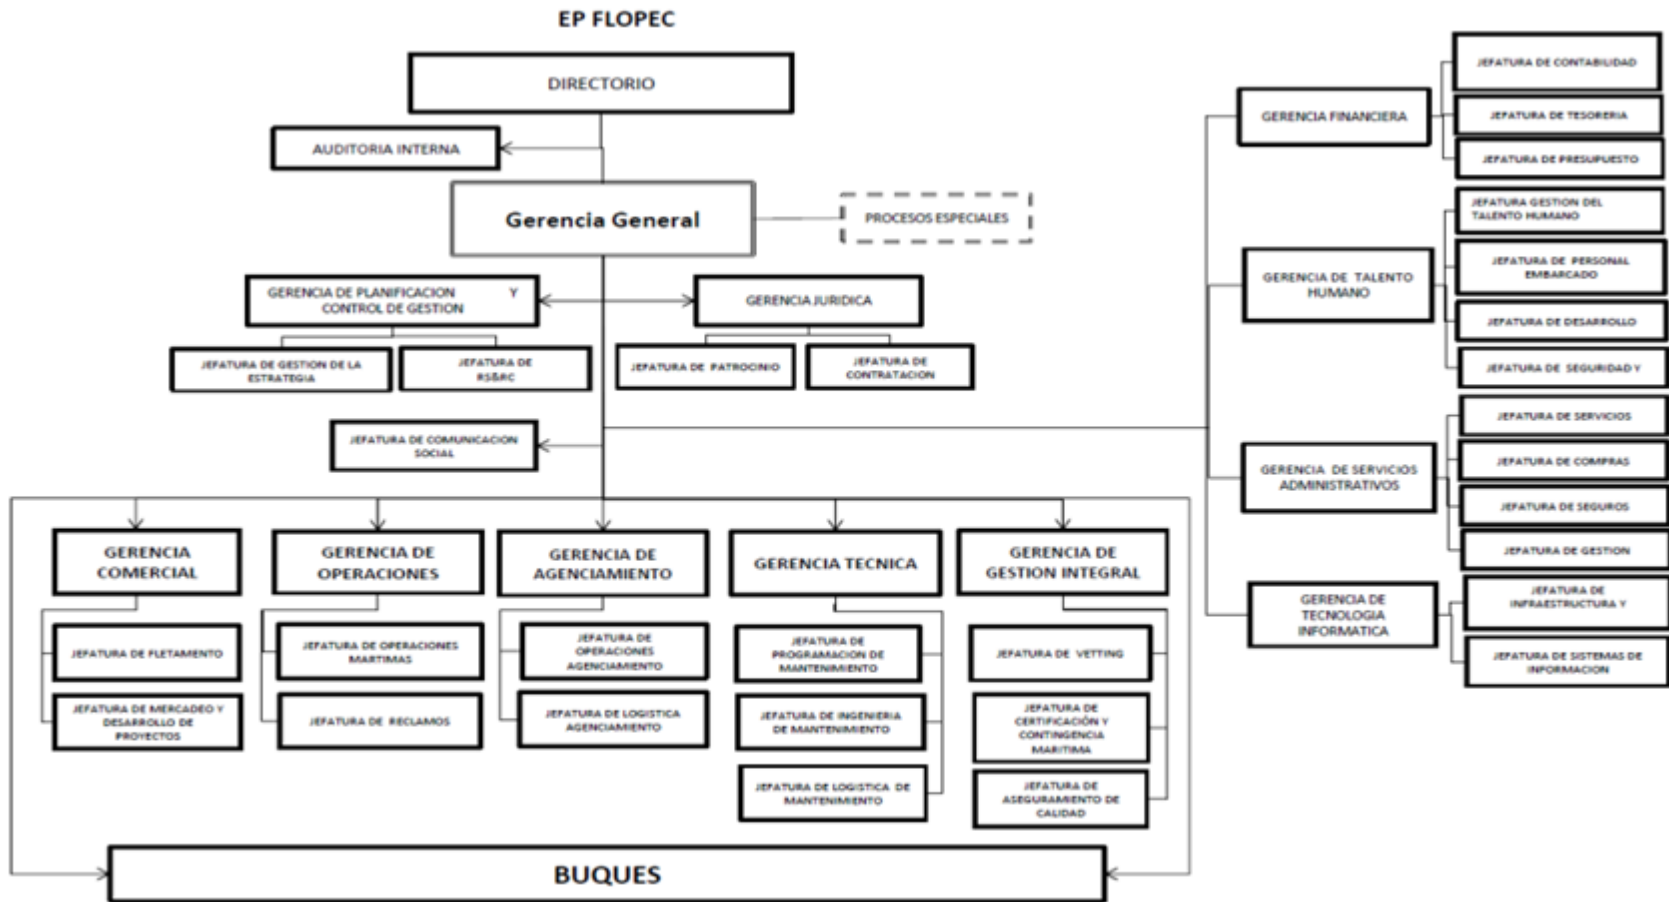 EP FLOPEC
DIRECTORIO
AUDITORIA INTERNA
Gerencia General
PROCESOS ESPECIALES
GERENCIA DE PLANIFICACION Y
CONTROL DE GESTION
GERENCIA JURIDICA
JEFATURA DE GESTION DE LA
ESTRATEGIA
JEFATURA DE
RS&RC
JEFATURA DE PATROCINIO
JEFATURA DE
CONTRATACION
JEFATURA DE COMUNICACION
SOCIAL
GERENCIA
COMERCIAL
JEFATURA DE FLETAMENTO
JEFATURA DE MERCADEO Y
DESARROLLO DE
PROYECTOS
GERENCIA DE
OPERACIONES
JEFATURA DE OPERACIONES
MARTIMAS
JEFATURA DE RECLAMOS
GERENCIA DE
AGENCIAMIENTO
JEFATURA DE
OPERACIONES
AGENCIAMIENTO
JEFATURA DE LOGISTICA
AGENCIAMIENTO
GERENCIA TECNICA
JEFATURA DE
PROGRAMACION DE
MANTENIMIENTO
JEFATURA DE INGENIERIA
DE MANTENIMIENTO
JEFATURA DE LOGISTICA DE
MANTENIMIENTO
GERENCIA DE
GESTION INTEGRAL
JEFATURA DE VETTING
JEFATURA DE
CERTIFICACIÓN Y
CONTINGENCIA
MARITIMA
JEFATURA DE
ASEGURAMIENTO DE
CALIDAD
BUQUES
GERENCIA FINANCIERA
JEFATURA DE CONTABILIDAD
JEFATURA DE TESORERIA
JEFATURA DE PRESUPUESTO
GERENCIA DE TALENTO
HUMANO
JEFATURA GESTION DEL
TALENTO HUMANO
JEFATURA DE PERSONAL
EMBARCADO
JEFATURA DE DESARROLLO
JEFATURA DE SEGURIDAD Y
GERENCIA DE SERVICIOS
ADMINISTRATIVOS
JEFATURA DE SERVICIOS
JEFATURA DE COMPRAS
JEFATURA DE SEGUROS
JEFATURA DE GESTION
GERENCIA DE
TECNOLOGIA
INFORMATICA
JEFATURA DE
INFRAESTRUCTURA Y
JEFATURA DE SISTEMAS DE
INFORMACION